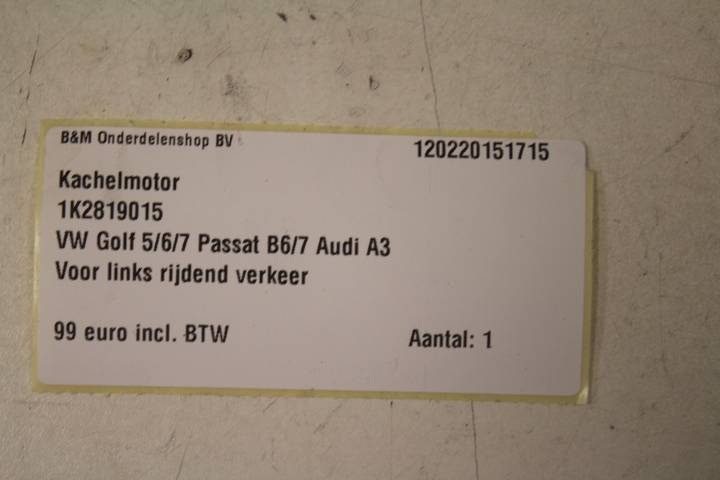 B&M Onderdelenshop BV
120220151715
Kachelmotor
1K2819015
VW Golf 5/6/7 Passat B6/7 Audi A3
Voor links rijdend verkeer
99 euro incl. BTW
Aantal: 1